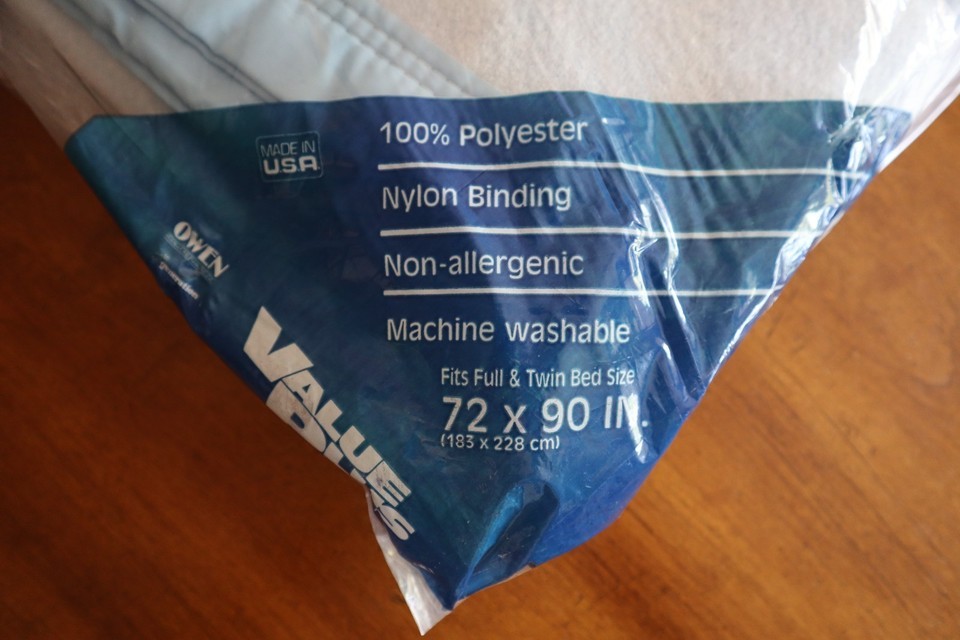 MADE IN
U.S.A.
100% Polyester
Nylon Binding
Non-allergenic
Machine washable
Fits Full & Twin Bed Size
72 x 90 IN.
(183 x 228 cm)
OWEN
VALUE
PLUS